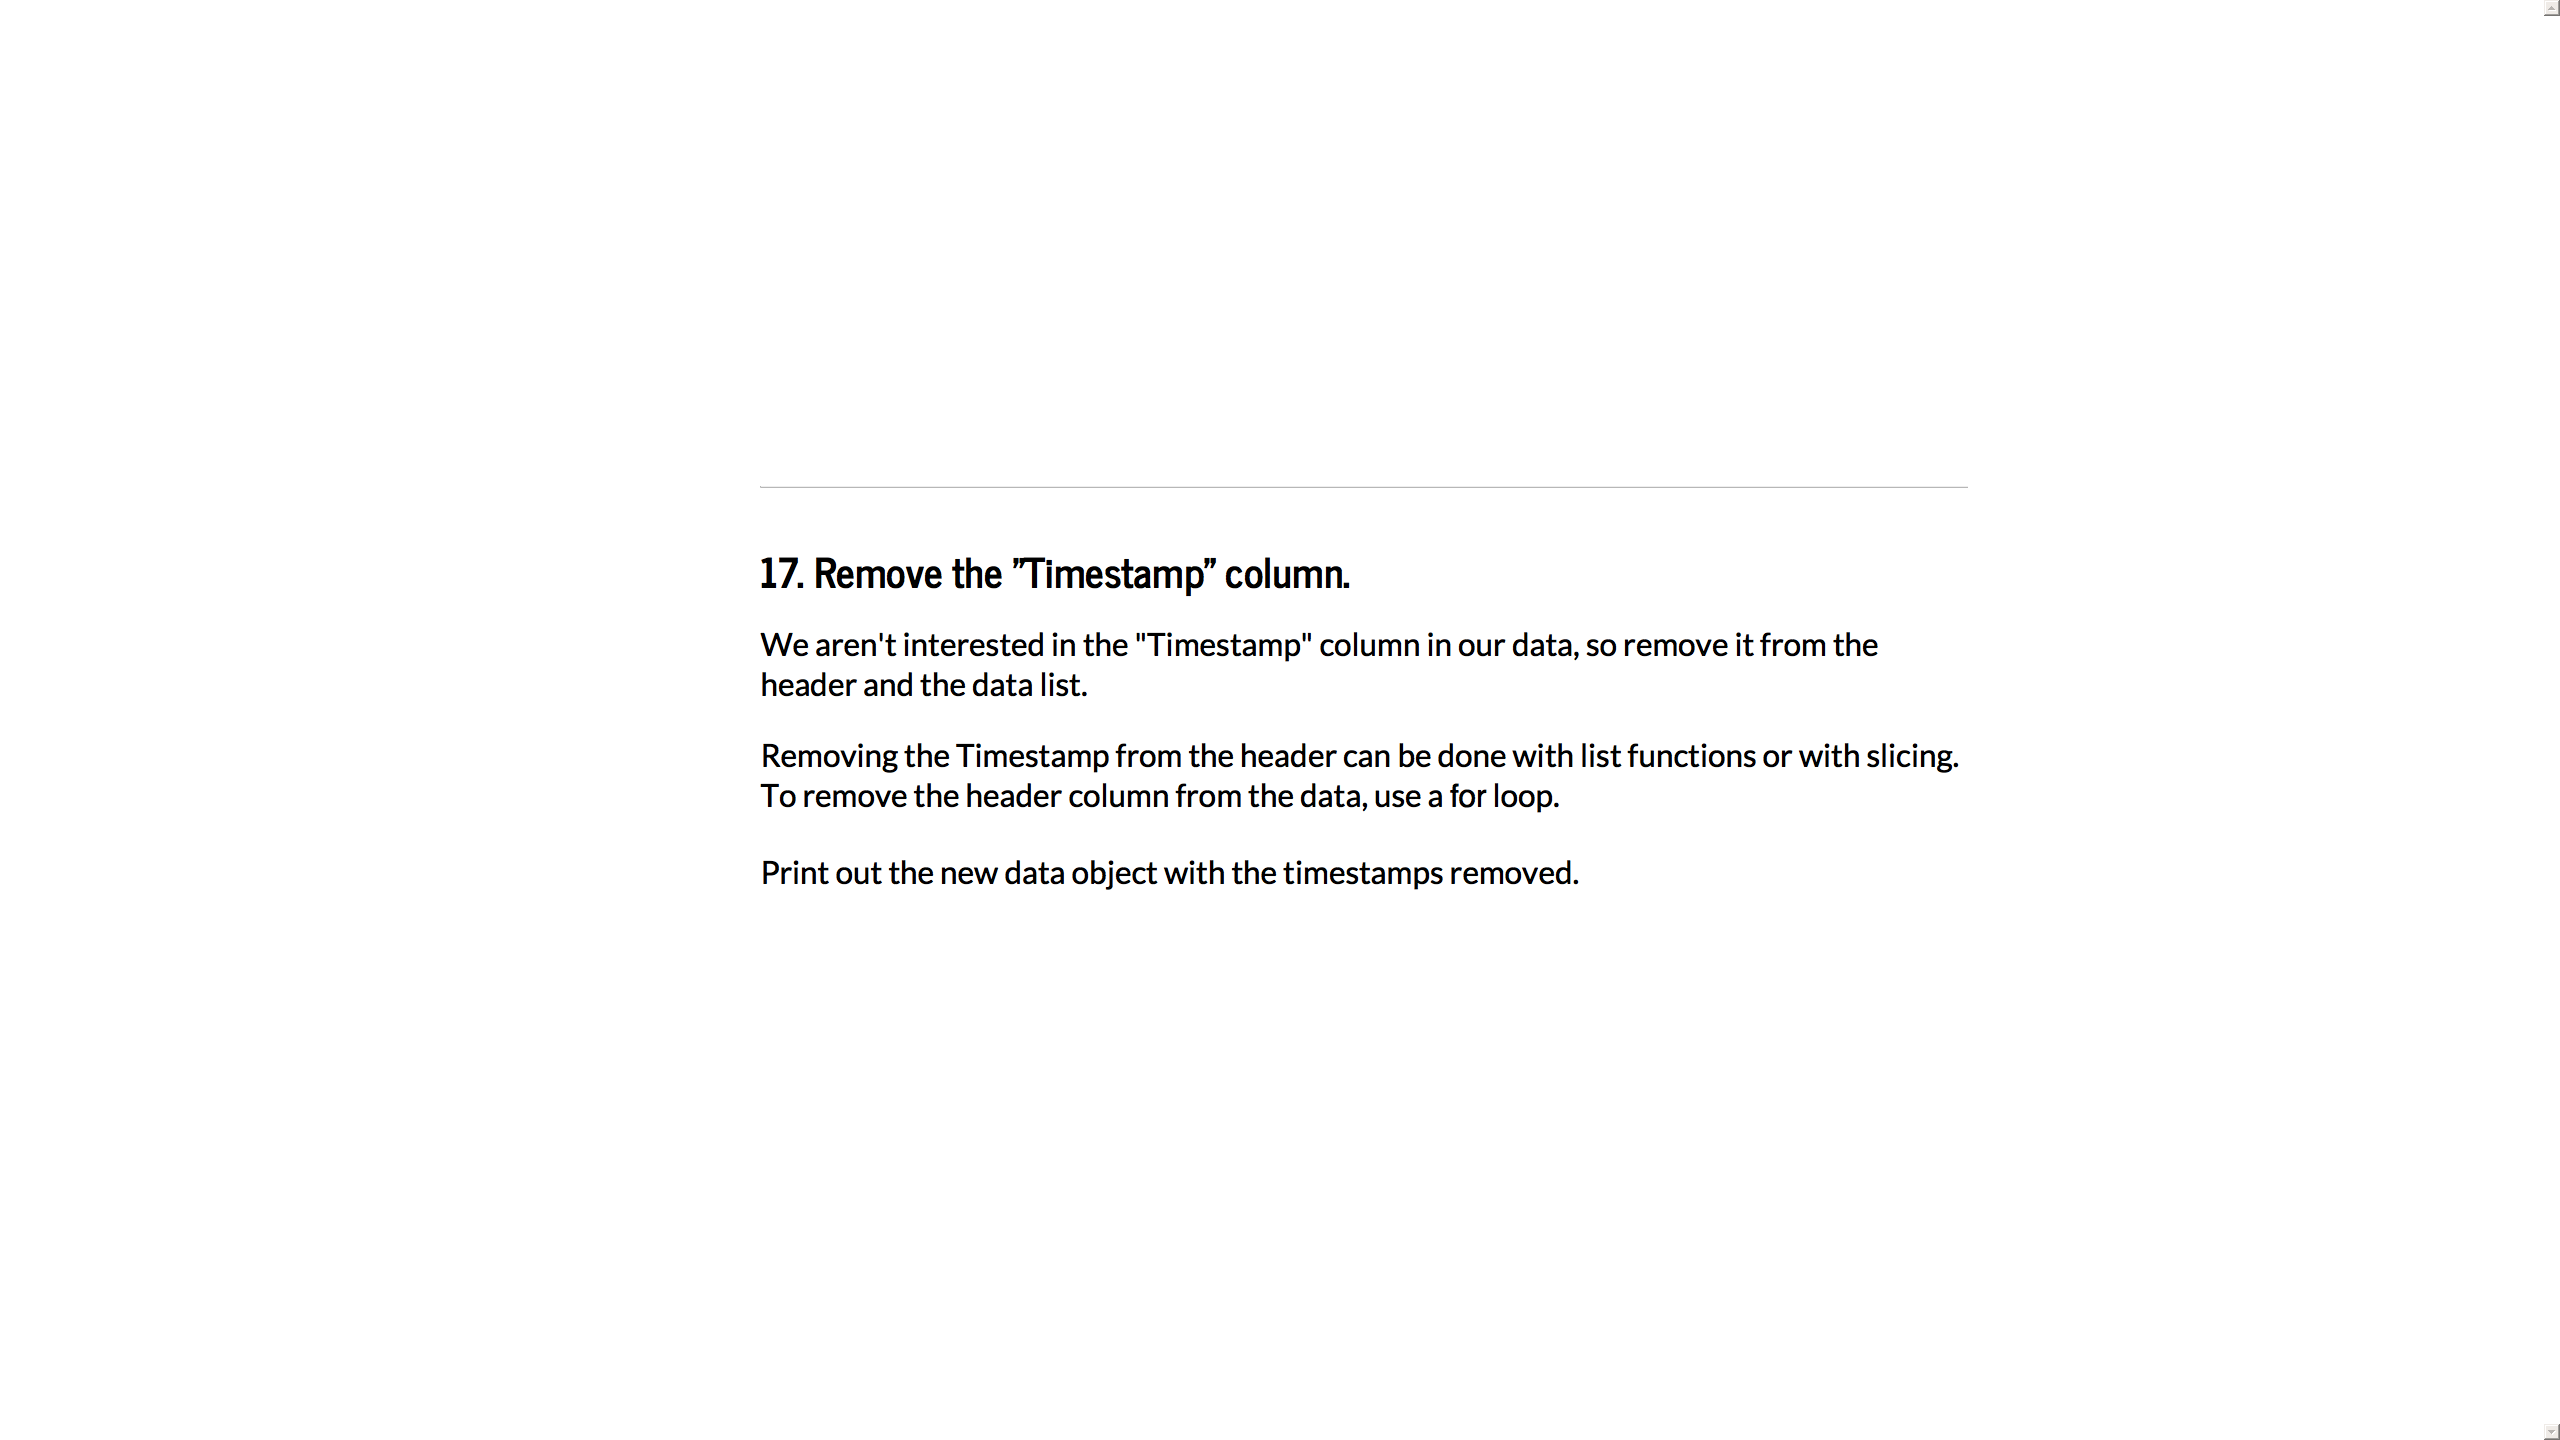 17. Remove the ”Timestamp” column.
We aren't interested in the "Timestamp" column in our data, so remove it from the
header and the data list.
Removing the Timestamp from the header can be done with list functions or with slicing.
To remove the header column from the data, use a for loop.
Print out the new data object with the timestamps removed.